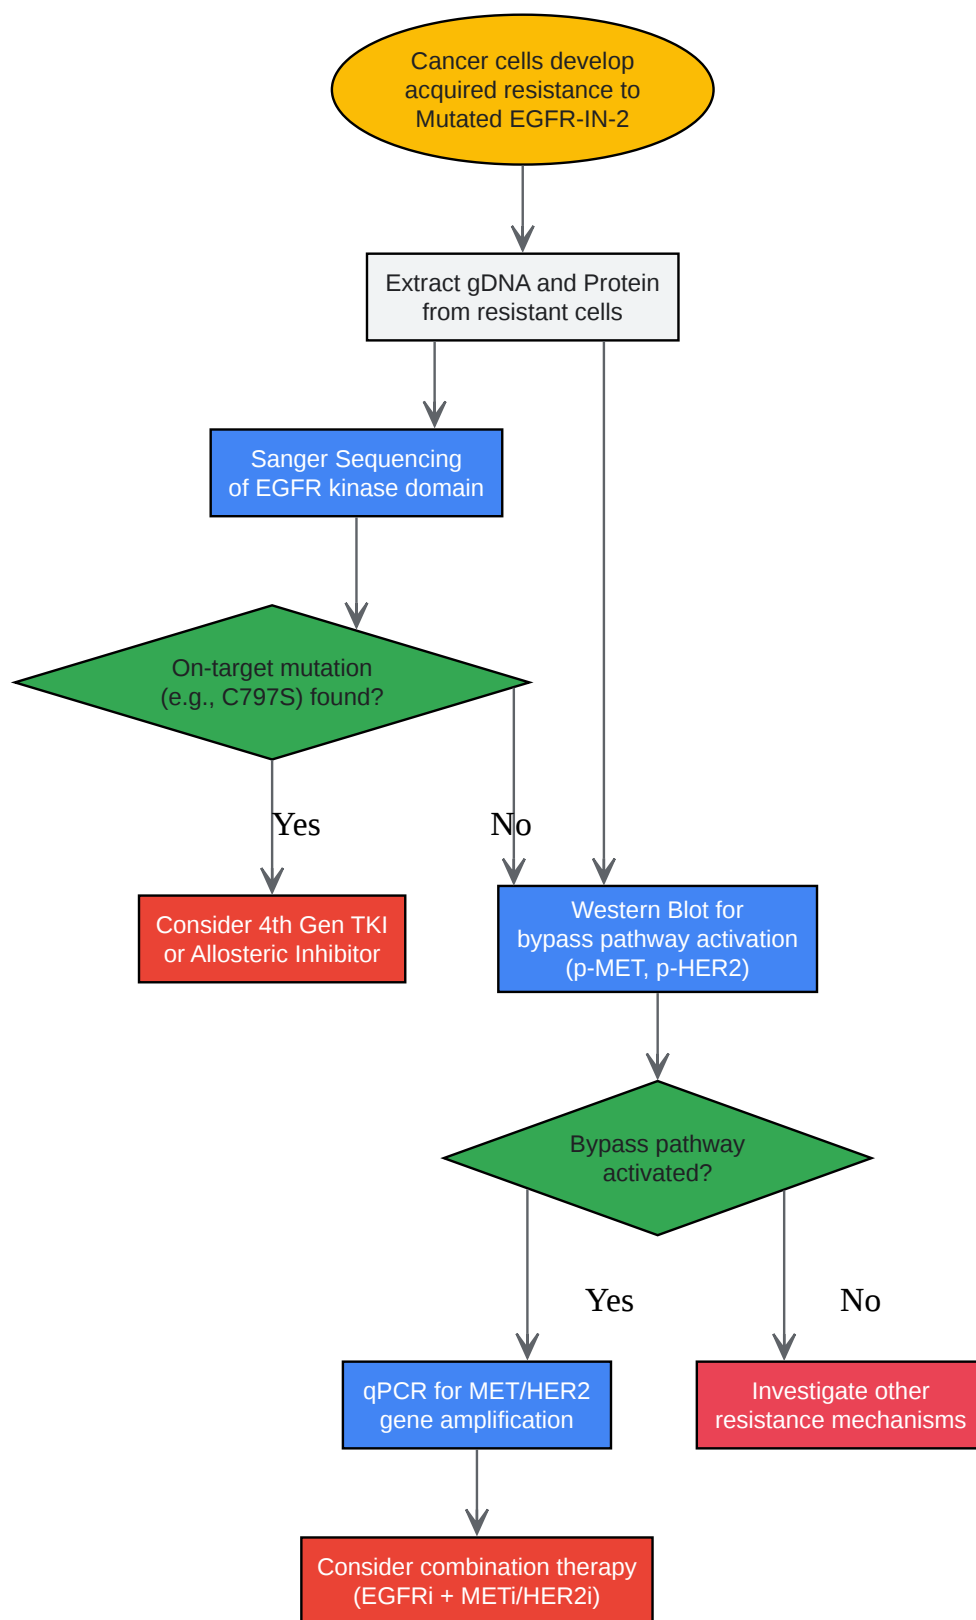 Cancer cells develop
acquired resistance to
Mutated EGFR-IN-2
Extract gDNA and Protein
from resistant cells
Sanger Sequencing
of EGFR kinase domain
On-target mutation
(e.g., C797S) found?
Yes
No
Consider 4th Gen TKI
or Allosteric Inhibitor
Western Blot for
bypass pathway activation
(p-MET, p-HER2)
Bypass pathway
activated?
Yes
No
qPCR for MET/HER2
gene amplification
Investigate other
resistance mechanisms
Consider combination therapy
(EGFRi + METi/HER2i)